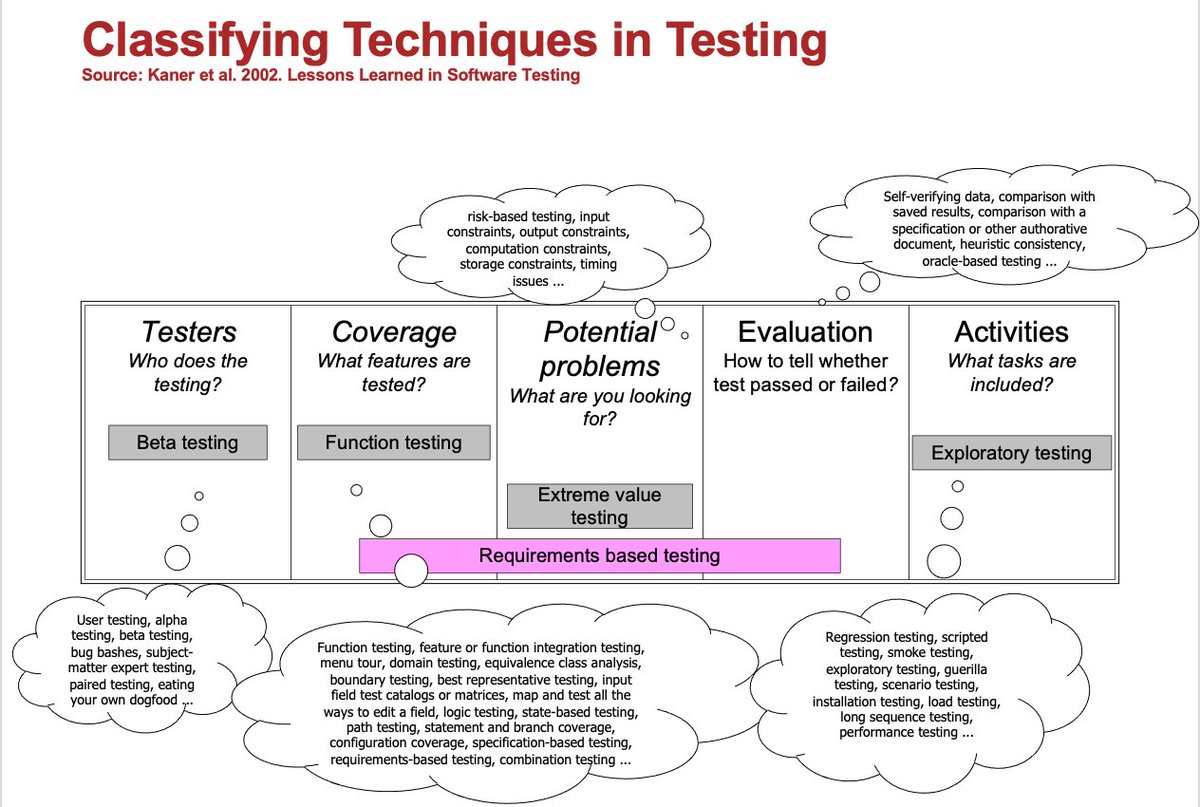 Classifying Techniques in Testing
Source: Kaner et al. 2002. Lessons Learned in Software Testing
risk-based testing, input
constraints, output constraints,
computation constraints,
storage constraints, timing
issues ...
Self-verifying data, comparison with
saved results, comparison with a
specification or other authorative
document, heuristic consistency,
oracle-based testing ...
Testers
Who does the
testing?
Beta testing
Coverage
What features are
tested?
Function testing
Potential
problems
What are you looking
for?
Extreme value
testing
Evaluation
How to tell whether
test passed or failed?
Activities
What tasks are
included?
Exploratory testing
Requirements based testing
User testing, alpha
testing, beta testing,
bug bashes, subject-
matter expert testing,
paired testing, eating
your own dogfood ...
Function testing, feature or function integration testing,
menu tour, domain testing, equivalence class analysis,
boundary testing, best representative testing, input
field test catalogs or matrices, map and test all the
ways to edit a field, logic testing, state-based testing,
path testing, statement and branch coverage,
configuration coverage, specification-based testing,
requirements-based testing, combination testing ...
Regression testing, scripted
testing, smoke testing,
exploratory testing, guerilla
testing, scenario testing,
installation testing, load testing,
long sequence testing,
performance testing ...